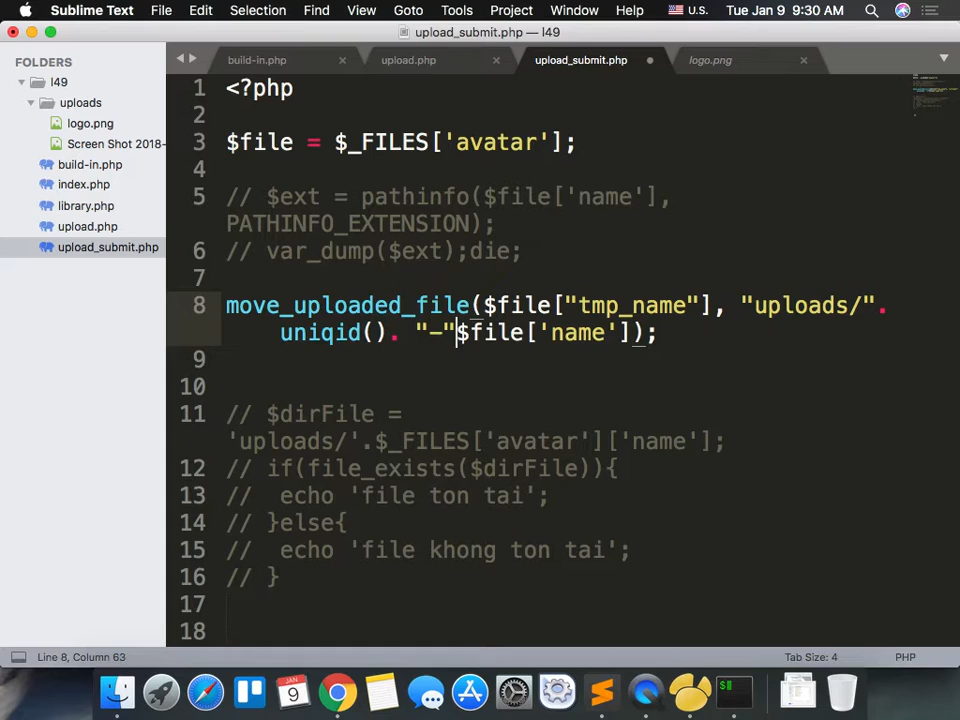 Sublime Text File Edit Selection Find View Goto Tools Project Window Help U.S. Tue Jan 9 9:30 AM
upload_submit.php — l49
FOLDERS
l49
uploads
logo.png
Screen Shot 2018-
build-in.php
index.php
library.php
upload.php
upload_submit.php
build-in.php upload.php upload_submit.php logo.png
1 <?php
2
3 $file = $_FILES['avatar'];
4
5 // $ext = pathinfo($file['name'],
PATHINFO_EXTENSION);
6 // var_dump($ext);die;
7
8 move_uploaded_file($file["tmp_name"], "uploads/".
uniqid(). "-"$file['name']);
9
10
11 // $dirFile =
'uploads/'.$_FILES['avatar']['name'];
12 // if(file_exists($dirFile)){
13 // echo 'file ton tai';
14 // }else{
15 // echo 'file khong ton tai';
16 // }
17
18
Line 8, Column 63 Tab Size: 4 PHP
JAN
9